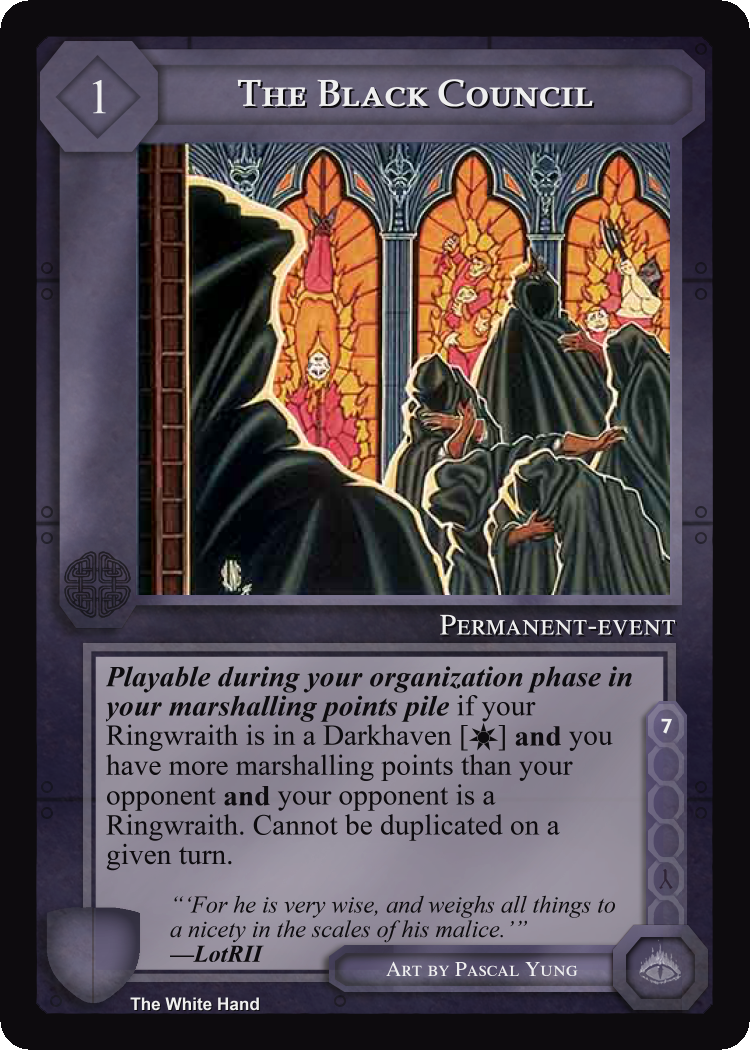 1
The Black Council
Permanent-event
Playable during your organization phase in
your marshalling points pile if your
Ringwraith is in a Darkhaven [☀] and you
have more marshalling points than your
opponent and your opponent is a
Ringwraith. Cannot be duplicated on a
given turn.
7
“‘For he is very wise, and weighs all things to
a nicety in the scales of his malice.’”
—LotRII
Art by Pascal Yung
The White Hand